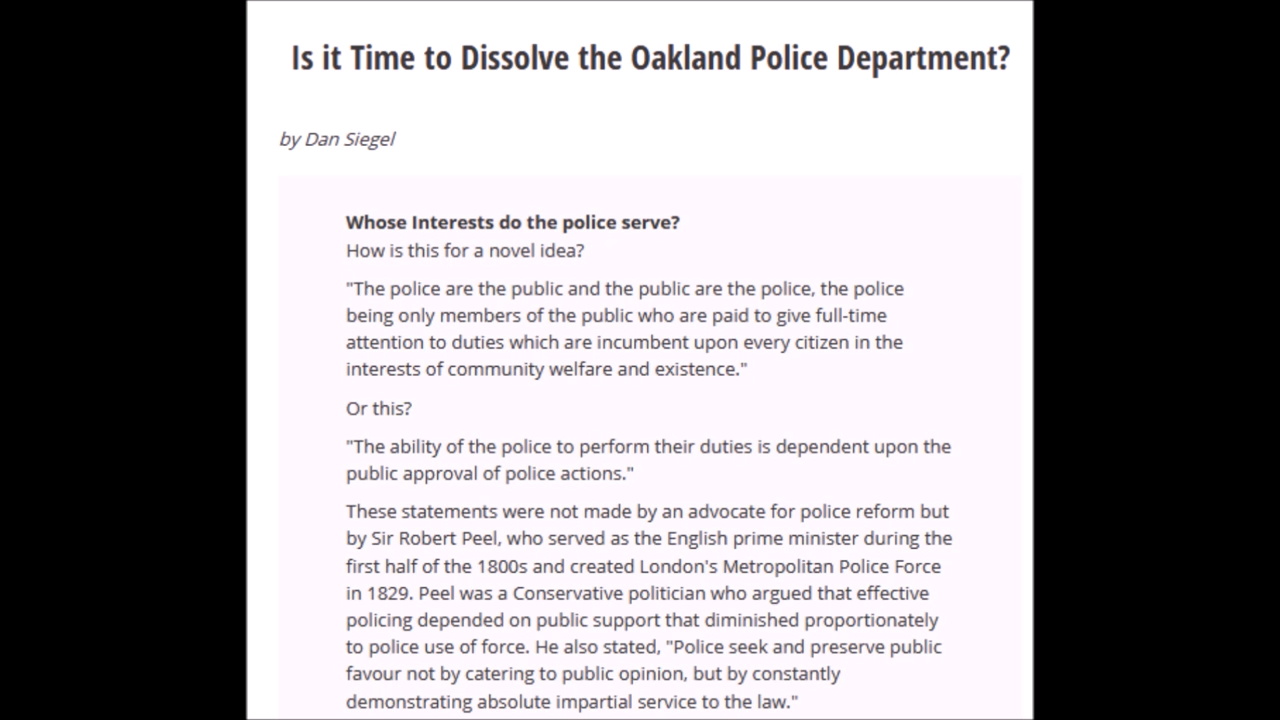 Is it Time to Dissolve the Oakland Police Department?
by Dan Siegel
Whose Interests do the police serve?
How is this for a novel idea?
"The police are the public and the public are the police, the police
being only members of the public who are paid to give full-time
attention to duties which are incumbent upon every citizen in the
interests of community welfare and existence."
Or this?
"The ability of the police to perform their duties is dependent upon the
public approval of police actions."
These statements were not made by an advocate for police reform but
by Sir Robert Peel, who served as the English prime minister during the
first half of the 1800s and created London's Metropolitan Police Force
in 1829. Peel was a Conservative politician who argued that effective
policing depended on public support that diminished proportionately
to police use of force. He also stated, "Police seek and preserve public
favour not by catering to public opinion, but by constantly
demonstrating absolute impartial service to the law."